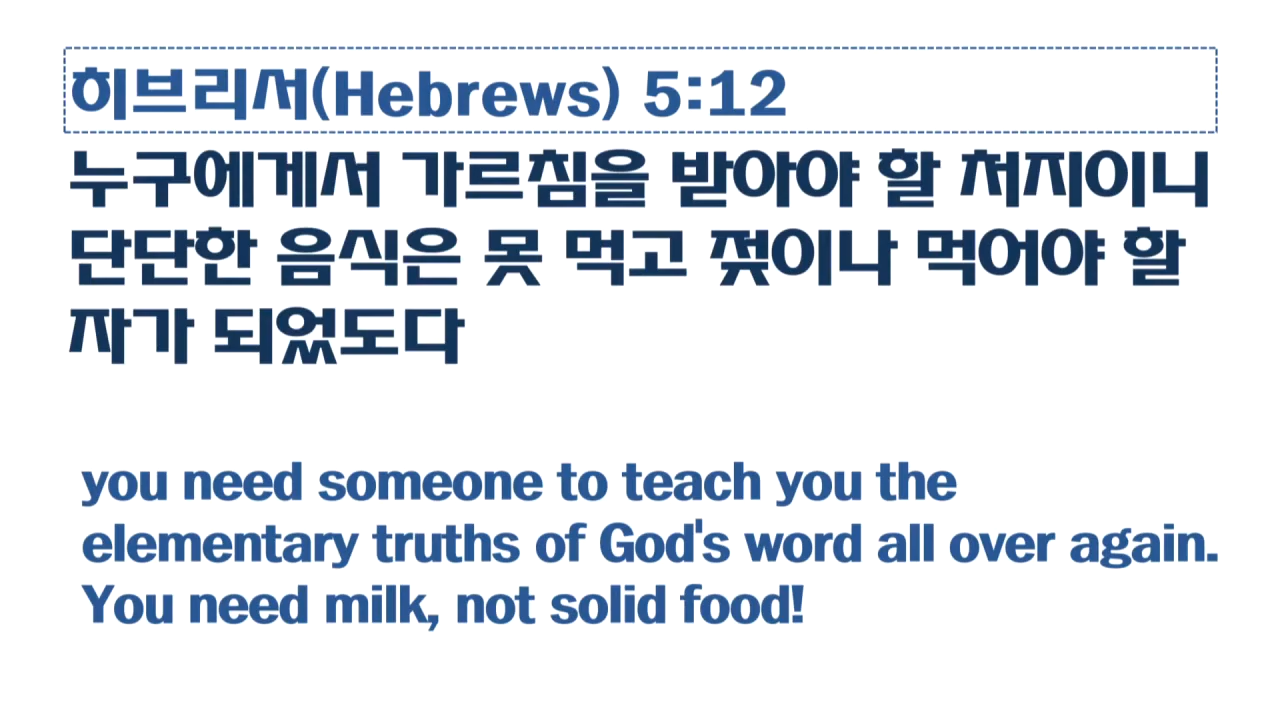 히브리서(Hebrews) 5:12
누구에게서 가르침을 받아야 할 처지이니
단단한 음식은 못 먹고 젖이나 먹어야 할
자가 되었도다
you need someone to teach you the
elementary truths of God's word all over again.
You need milk, not solid food!